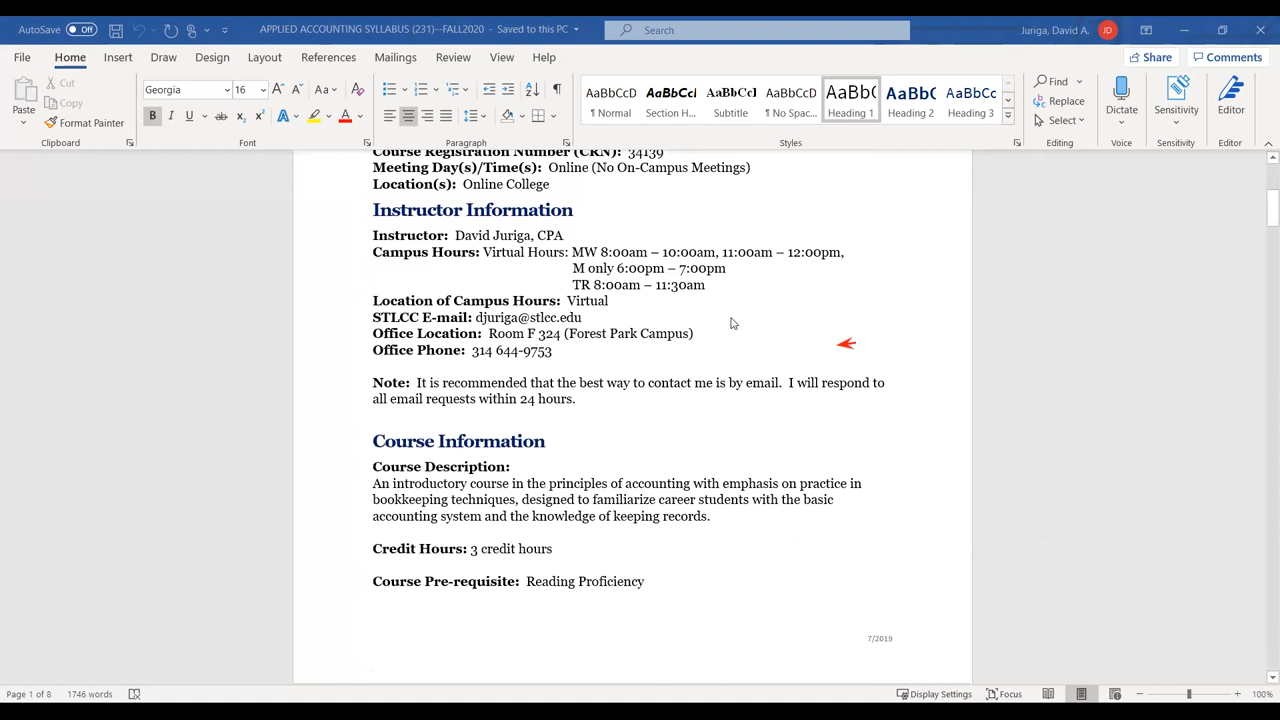 AutoSave Off APPLIED ACCOUNTING SYLLABUS (231)--FALL2020 - Saved to this PC Search Juriga, David A. JD
File Home Insert Draw Design Layout References Mailings Review View Help Share Comments
Paste Cut Copy Format Painter
Georgia 16 A A Aa A
B I U ab x2 x2 A A
AaBbCcD AaBbCcI AaBbCcD AaBbCcD AaBbC AaBbC AaBbCc
¶ Normal Section H... Subtitle ¶ No Spac... Heading 1 Heading 2 Heading 3
Find Replace Select
Dictate Sensitivity Editor
Clipboard Font Paragraph Styles Editing Voice Sensitivity Editor
Course Registration Number (CRN): 34139
Meeting Day(s)/Time(s): Online (No On-Campus Meetings)
Location(s): Online College
Instructor Information
Instructor: David Juriga, CPA
Campus Hours: Virtual Hours: MW 8:00am – 10:00am, 11:00am – 12:00pm,
M only 6:00pm – 7:00pm
TR 8:00am – 11:30am
Location of Campus Hours: Virtual
STLCC E-mail: djuriga@stlcc.edu
Office Location: Room F 324 (Forest Park Campus)
Office Phone: 314 644-9753
Note: It is recommended that the best way to contact me is by email. I will respond to
all email requests within 24 hours.
Course Information
Course Description:
An introductory course in the principles of accounting with emphasis on practice in
bookkeeping techniques, designed to familiarize career students with the basic
accounting system and the knowledge of keeping records.
Credit Hours: 3 credit hours
Course Pre-requisite: Reading Proficiency
7/2019
Page 1 of 8 1746 words Display Settings Focus 100%